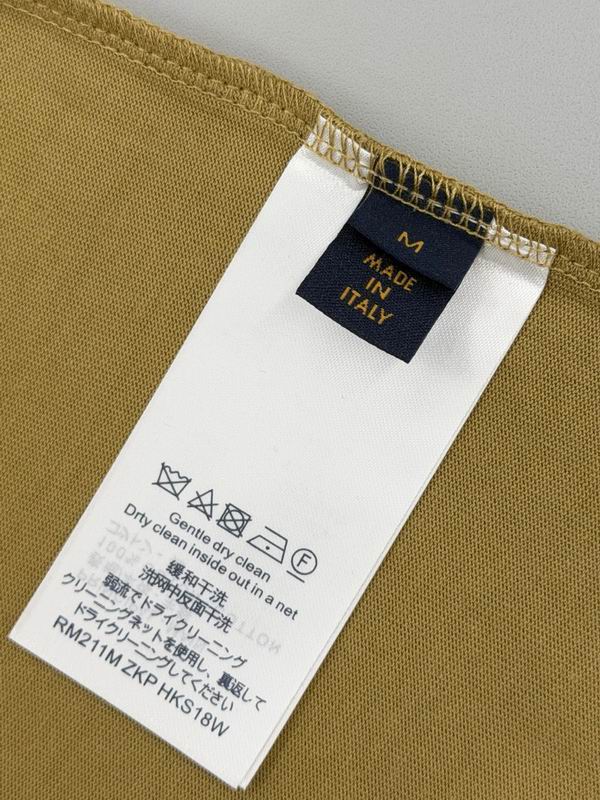 M
MADE
IN
ITALY
Gentle dry clean
Drty clean inside out in a net
缓和干洗
洗网中反面干洗
弱流でドライクリーニング
クリーニングネットを使用し、裏返して
ドライクリーニングしてください
RM211M ZKP HKS18W